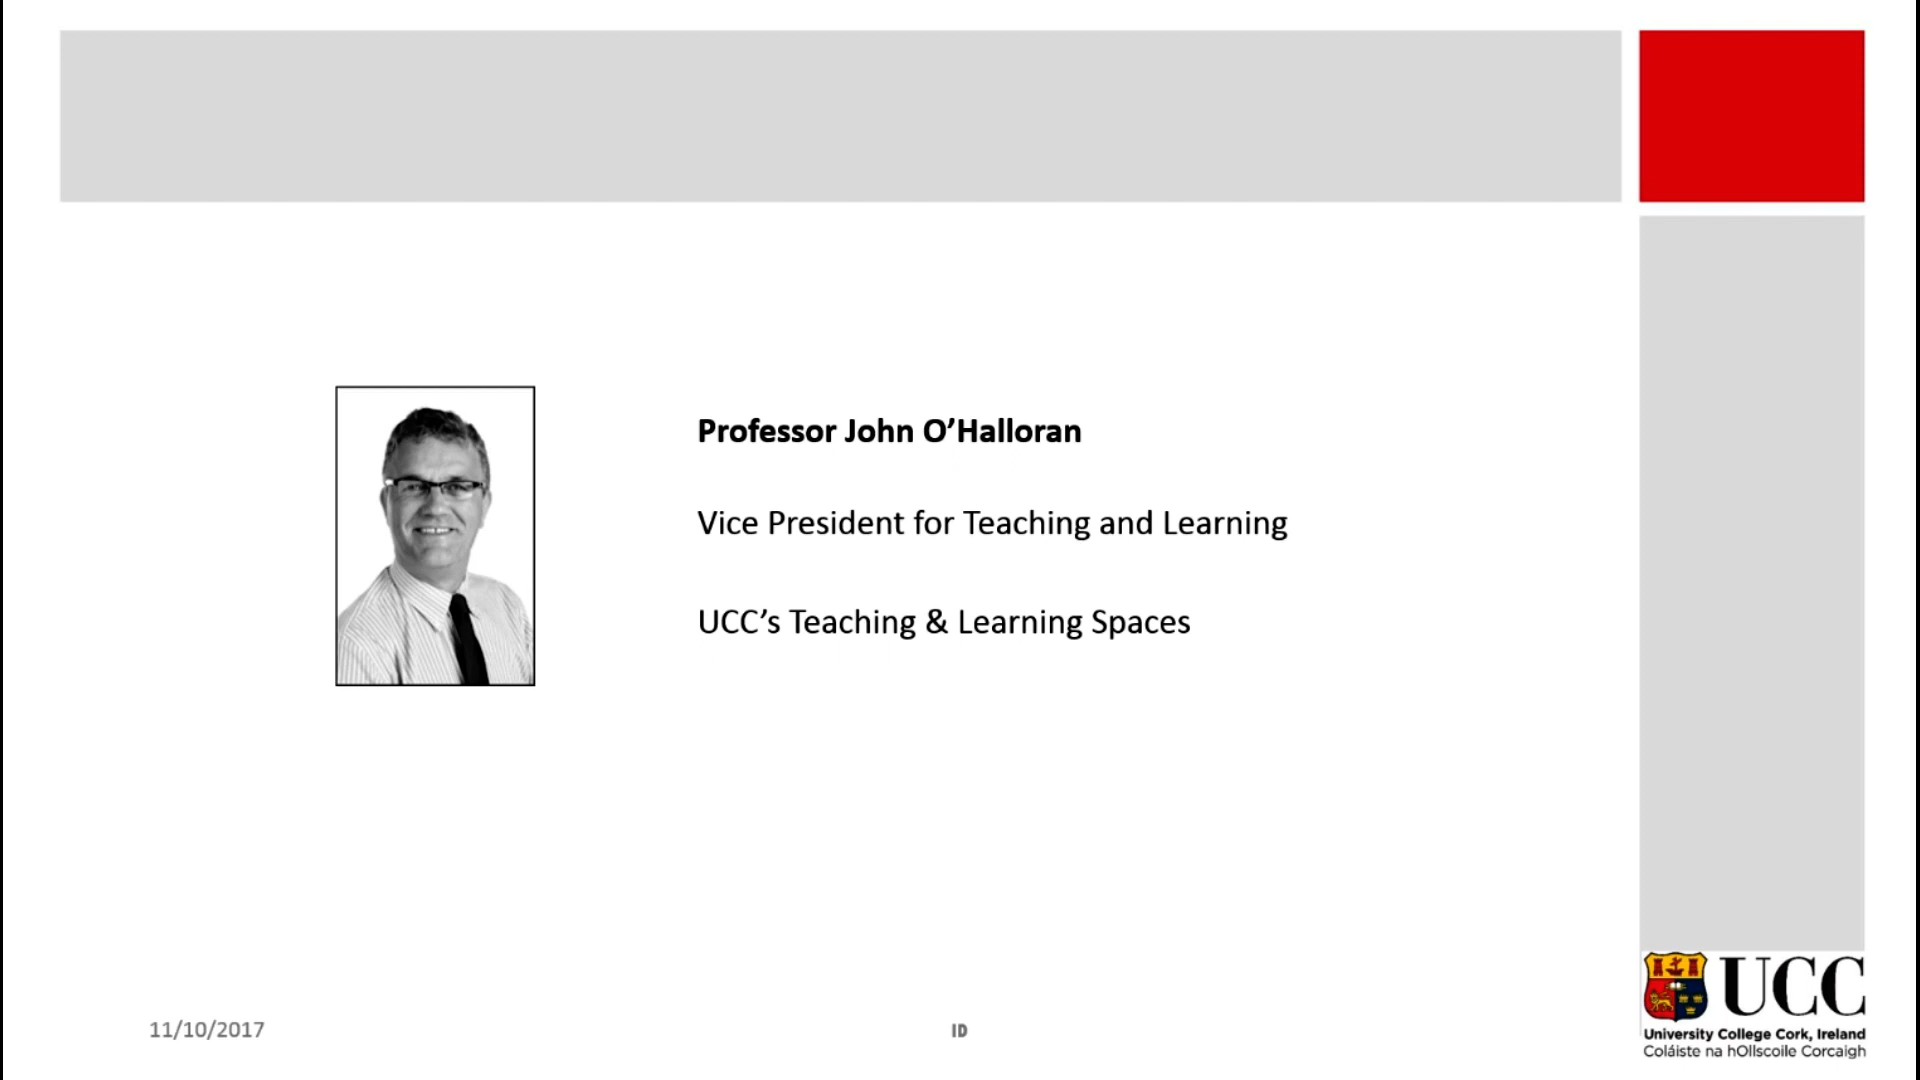 Professor John O’Halloran
Vice President for Teaching and Learning
UCC’s Teaching & Learning Spaces
11/10/2017
ID
UCC
University College Cork, Ireland
Coláiste na hOllscoile Corcaigh